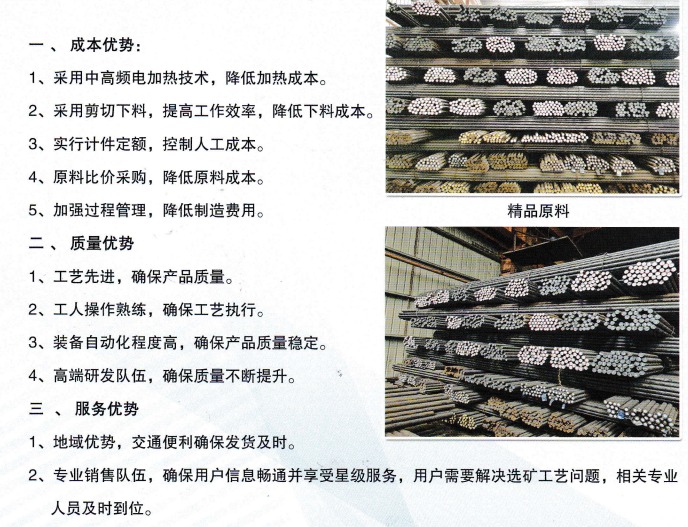 一 、 成本优势：
1、采用中高频电加热技术，降低加热成本。
2、采用剪切下料，提高工作效率，降低下料成本。
3、实行计件定额，控制人工成本。
4、原料比价采购，降低原料成本。
5、加强过程管理，降低制造费用。
精品原料
二 、 质量优势
1、工艺先进，确保产品质量。
2、工人操作熟练，确保工艺执行。
3、装备自动化程度高，确保产品质量稳定。
4、高端研发队伍，确保质量不断提升。
三 、 服务优势
1、地域优势，交通便利确保发货及时。
2、专业销售队伍，确保用户信息畅通并享受星级服务，用户需要解决选矿工艺问题，相关专业
人员及时到位。